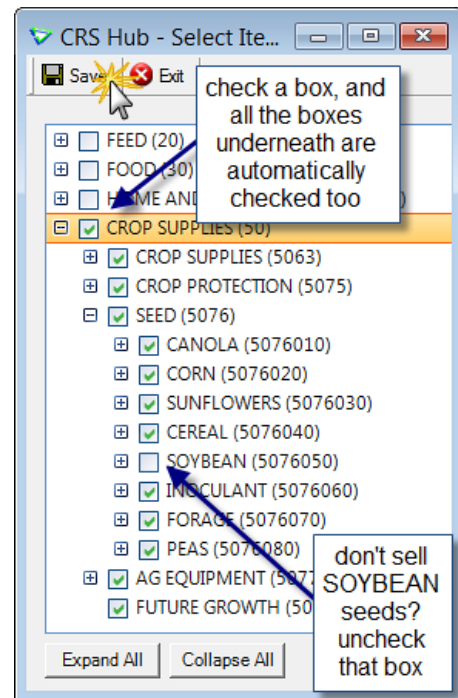 CRS Hub - Select Ite...
Save Exit
check a box, and
all the boxes
underneath are
automatically
checked too
FEED (20)
FOOD (30)
HOME AND )
CROP SUPPLIES (50)
CROP SUPPLIES (5063)
CROP PROTECTION (5075)
SEED (5076)
CANOLA (5076010)
CORN (5076020)
SUNFLOWERS (5076030)
CEREAL (5076040)
SOYBEAN (5076050)
INOCULANT (5076060)
FORAGE (5076070)
PEAS (5076080)
AG EQUIPMENT (5077
FUTURE GROWTH (50
don't sell
SOYBEAN
seeds?
uncheck
that box
Expand All Collapse All